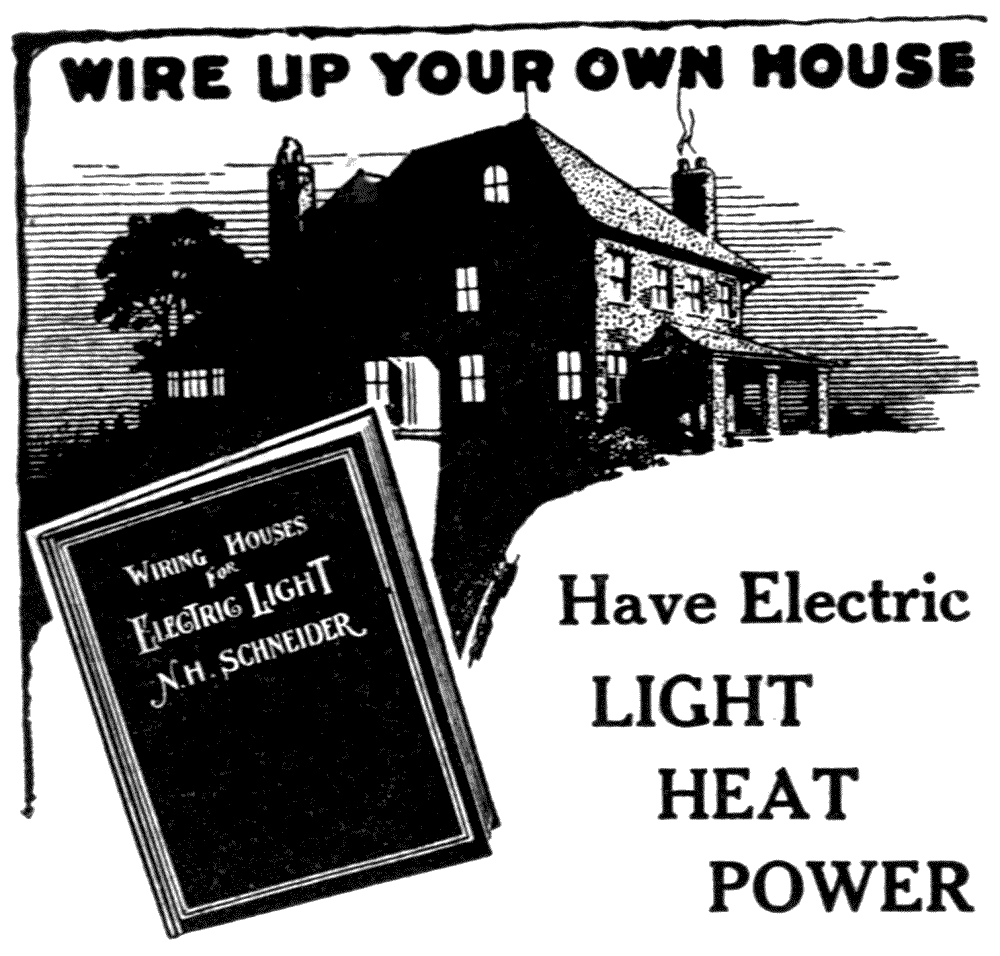 WIRE UP YOUR OWN HOUSE
WIRING HOUSES
FOR
ELECTRIC LIGHT
N.H. SCHNEIDER
Have Electric
LIGHT
HEAT
POWER